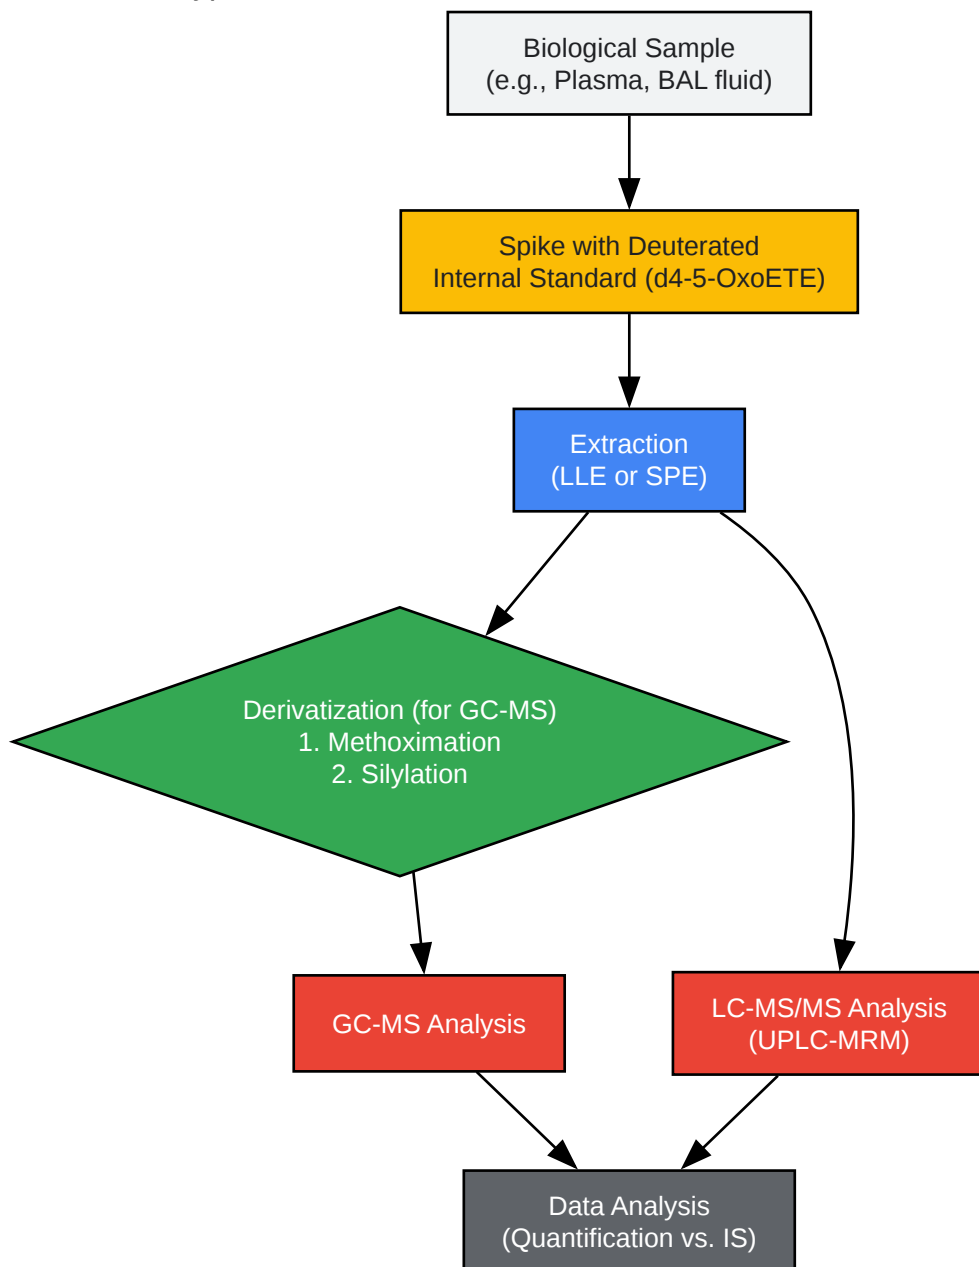 Biological Sample
(e.g., Plasma, BAL fluid)
Spike with Deuterated
Internal Standard (d4-5-OxoETE)
Extraction
(LLE or SPE)
Derivatization (for GC-MS)
1. Methoximation
2. Silylation
GC-MS Analysis
LC-MS/MS Analysis
(UPLC-MRM)
Data Analysis
(Quantification vs. IS)